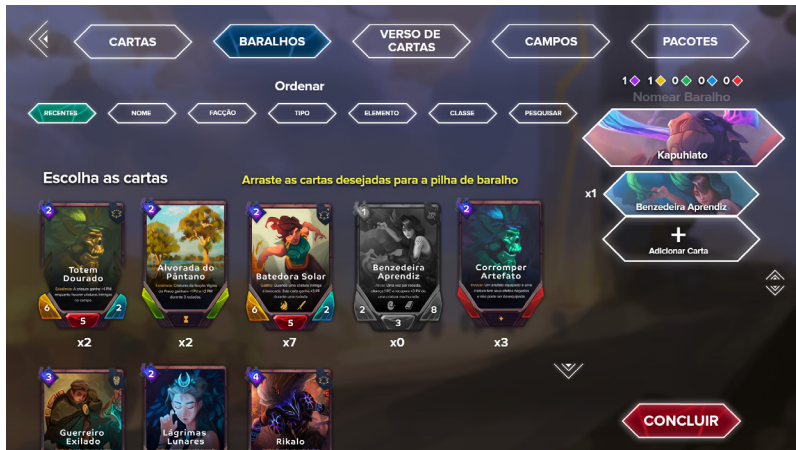 CARTAS
BARALHOS
VERSO DE
CARTAS
CAMPOS
PACOTES
Ordenar
1 1 0 0 0
Nomear Baralho
RECENTES
NOME
FACÇÃO
TIPO
ELEMENTO
CLASSE
PESQUISAR
Kapuhiato
Escolha as cartas
Arraste as cartas desejadas para a pilha de baralho
x1
Benzedeira Aprendiz
+
Adicionar Carta
2
Totem
Dourado
6
5
2
x2
2
Alvorada do
Pântano
x2
2
Batedora Solar
6
5
2
x7
1
Benzedeira
Aprendiz
2
3
8
x0
2
Corromper
Artefato
x3
3
Guerreiro
Exilado
2
Lágrimas
Lunares
4
Rikalo
CONCLUIR